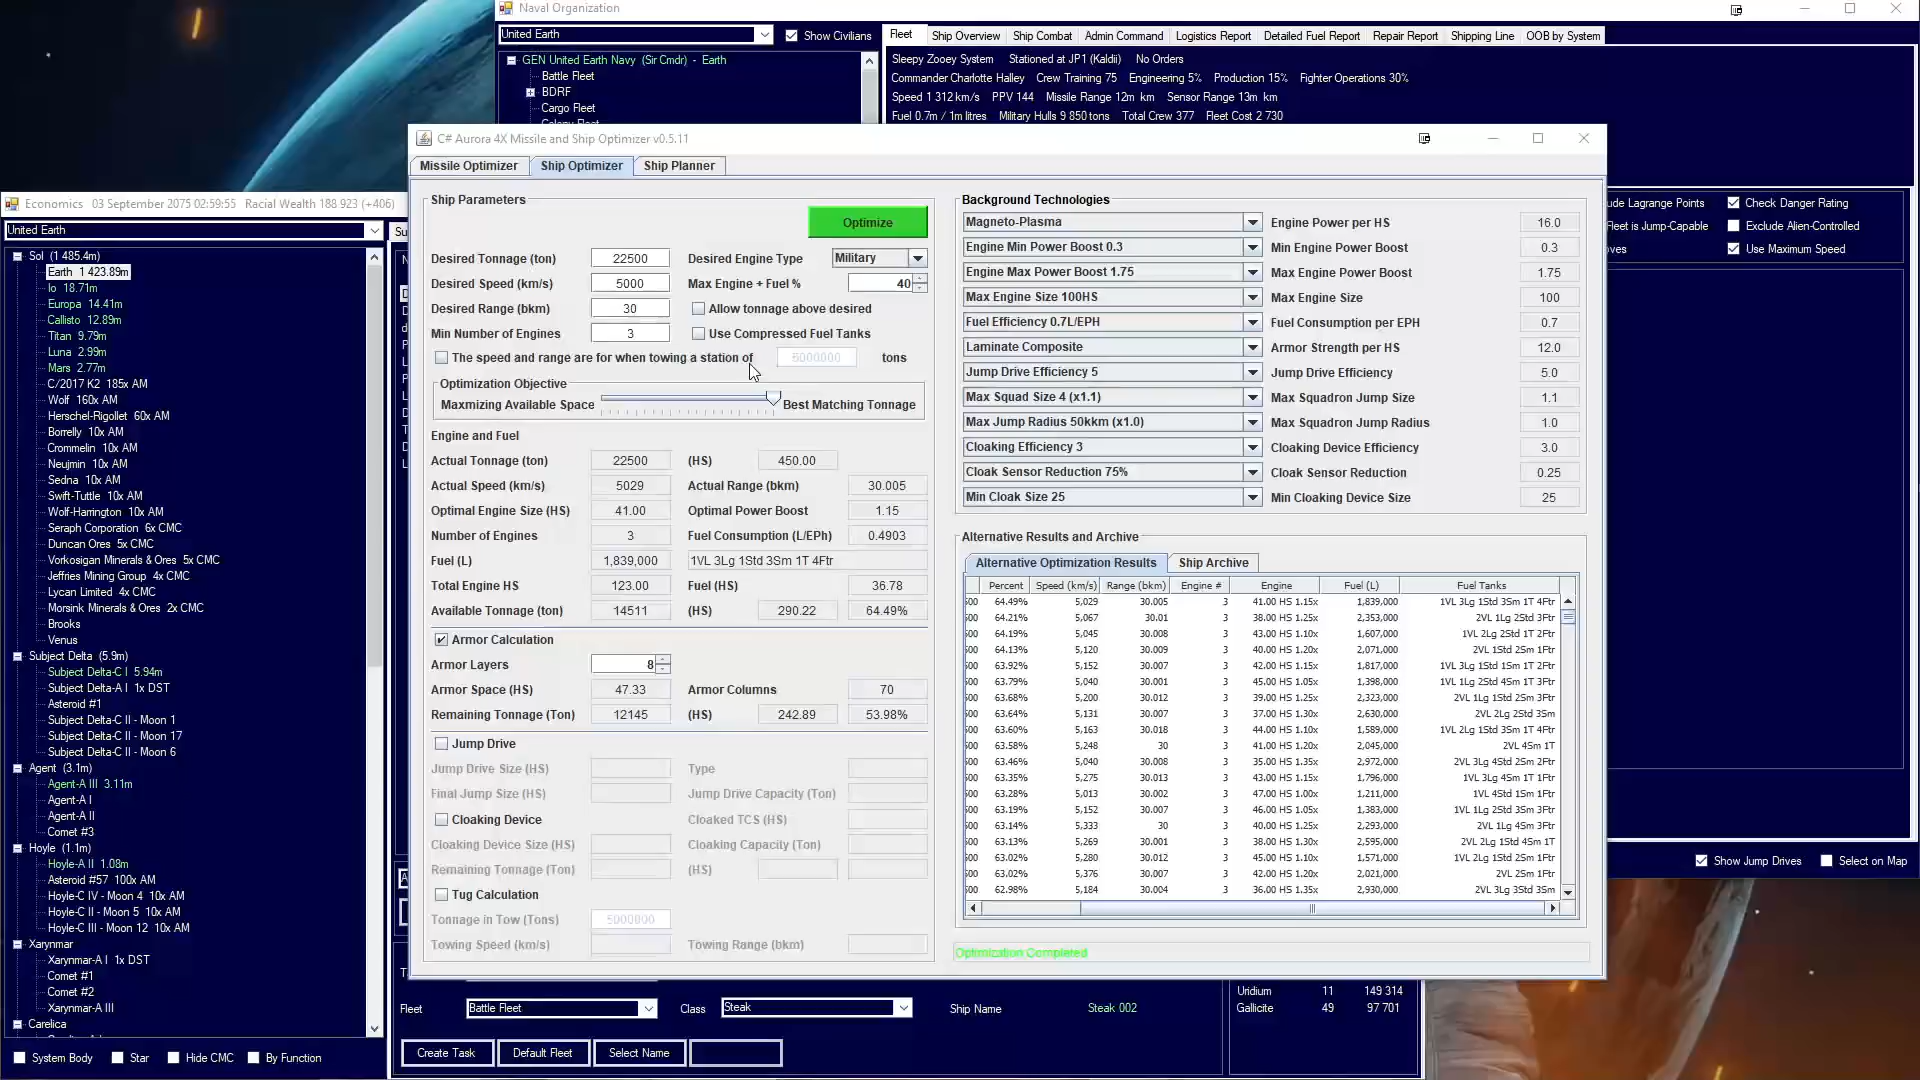 Naval Organization
United Earth
Show Civilians
Fleet
Ship Overview
Ship Combat
Admin Command
Logistics Report
Detailed Fuel Report
Repair Report
Shipping Line
OOB by System
GEN United Earth Navy (Sir Cmdr) - Earth
Battle Fleet
BDRF
Cargo Fleet
Sleepy Zooey System Stationed at JP1 (Kaldii) No Orders
Commander Charlotte Halley Crew Training 75 Engineering 5% Production 15% Fighter Operations 30%
Speed 1 312 km/s PPV 144 Missile Range 12m km Sensor Range 13m km
Fuel 0.7m / 1m litres Military Hulls 9 850 tons Total Crew 377 Fleet Cost 2 730
C# Aurora 4X Missile and Ship Optimizer v0.5.11
Missile Optimizer
Ship Optimizer
Ship Planner
Ship Parameters
Optimize
Desired Tonnage (ton) 22500 Desired Engine Type Military
Desired Speed (km/s) 5000 Max Engine + Fuel % 40
Desired Range (bkm) 30 Allow tonnage above desired
Min Number of Engines 3 Use Compressed Fuel Tanks
The speed and range are for when towing a station of 5000000 tons
Optimization Objective
Maxmizing Available Space Best Matching Tonnage
Engine and Fuel
Actual Tonnage (ton) 22500 (HS) 450.00
Actual Speed (km/s) 5029 Actual Range (bkm) 30.005
Optimal Engine Size (HS) 41.00 Optimal Power Boost 1.15
Number of Engines 3 Fuel Consumption (L/EPh) 0.4903
Fuel (L) 1,839,000 1VL 3Lg 1Std 3Sm 1T 4Ftr
Total Engine HS 123.00 Fuel (HS) 36.78
Available Tonnage (ton) 14511 (HS) 290.22 64.49%
Armor Calculation
Armor Layers 8
Armor Space (HS) 47.33 Armor Columns 70
Remaining Tonnage (Ton) 12145 (HS) 242.89 53.98%
Jump Drive
Jump Drive Size (HS) Type
Final Jump Size (HS) Jump Drive Capacity (Ton)
Cloaking Device Cloaked TCS (HS)
Cloaking Device Size (HS) Cloaking Capacity (Ton)
Remaining Tonnage (Ton) (HS)
Tug Calculation
Tonnage in Tow (Tons) 5000000
Towing Speed (km/s) Towing Range (bkm)
Background Technologies
Magneto-Plasma Engine Power per HS 16.0
Engine Min Power Boost 0.3 Min Engine Power Boost 0.3
Engine Max Power Boost 1.75 Max Engine Power Boost 1.75
Max Engine Size 100HS Max Engine Size 100
Fuel Efficiency 0.7L/EPH Fuel Consumption per EPH 0.7
Laminate Composite Armor Strength per HS 12.0
Jump Drive Efficiency 5 Jump Drive Efficiency 5.0
Max Squad Size 4 (x1.1) Max Squadron Jump Size 1.1
Max Jump Radius 50kkm (x1.0) Max Squadron Jump Radius 1.0
Cloaking Efficiency 3 Cloaking Device Efficiency 3.0
Cloak Sensor Reduction 75% Cloak Sensor Reduction 0.25
Min Cloak Size 25 Min Cloaking Device Size 25
Alternative Results and Archive
Alternative Optimization Results
Ship Archive
Percent Speed (km/s) Range (bkm) Engine # Engine Fuel (L) Fuel Tanks
500 64.49% 5,029 30.005 3 41.00 HS 1.15x 1,839,000 1VL 3Lg 1Std 3Sm 1T 4Ftr
500 64.21% 5,067 30.01 3 38.00 HS 1.25x 2,353,000 2VL 1Lg 2Std 3Ftr
500 64.19% 5,045 30.008 3 43.00 HS 1.10x 1,607,000 1VL 2Lg 1T 2Ftr
500 64.13% 5,120 30.009 3 40.00 HS 1.20x 2,071,000 2VL 1Std 2Sm 1Ftr
500 63.92% 5,152 30.007 3 42.00 HS 1.15x 1,817,000 1VL 3Lg 1Std 1Sm 1T 2Ftr
500 63.79% 5,040 30.001 3 45.00 HS 1.05x 1,398,000 1VL 1Std 4Sm 1T 3Ftr
500 63.68% 5,200 30.012 3 39.00 HS 1.25x 2,323,000 2VL 1Lg 1Std 2Sm 3Ftr
500 63.64% 5,131 30.007 3 37.00 HS 1.30x 2,630,000 2VL 2Lg 2Std 3Sm
500 63.60% 5,163 30.018 3 44.00 HS 1.10x 1,589,000 1VL 1Lg 2Std 3Sm 1T 4Ftr
500 63.58% 5,248 30 3 41.00 HS 1.20x 2,045,000 2VL 4Sm 1T
500 63.46% 5,040 30.008 3 35.00 HS 1.35x 2,972,000 2VL 3Lg 4Std 2Sm 2Ftr
500 63.35% 5,275 30.013 3 43.00 HS 1.15x 1,796,000 1VL 3Lg 4Sm 1T 1Ftr
500 63.28% 5,013 30.002 3 47.00 HS 1.00x 1,211,000 1VL 4Std 1Sm 1Ftr
500 63.19% 5,152 30.007 3 46.00 HS 1.05x 1,383,000 1VL 1Lg 1Std 3Sm 3Ftr
500 63.14% 5,333 30 3 40.00 HS 1.25x 2,293,000 2VL 1Lg 4Sm 3Ftr
500 63.13% 5,269 30.001 3 38.00 HS 1.30x 2,595,000 2VL 2Lg 1Std 4Sm 1T
500 63.02% 5,280 30.012 3 45.00 HS 1.10x 1,571,000 1VL 1Lg 2Std 2Sm 1Ftr
500 63.02% 5,376 30.007 3 42.00 HS 1.20x 2,021,000 2VL 2Sm 1Ftr
500 62.98% 5,184 30.004 3 36.00 HS 1.35x 2,930,000 2VL 3Lg 3Std 3Sm
Optimization Completed
Lagrange Points
Check Danger Rating
Fleet is Jump-Capable
Exclude Alien-Controlled
Use Maximum Speed
Show Jump Drives
Select on Map
Economics 03 September 2075 02:59:55 Racial Wealth 188 923 (+406)
United Earth
Sol (1 485.4m)
Earth 1 423.89m
Io 18.71m
Europa 14.41m
Callisto 12.89m
Titan 9.79m
Luna 2.99m
Mars 2.77m
C/2017 K2 185x AM
Wolf 160x AM
Herschel-Rigollet 60x AM
Borrelly 10x AM
Crommelin 10x AM
Neujmin 10x AM
Sedna 10x AM
Swift-Tuttle 10x AM
Wolf-Harrington 10x AM
Seraph Corporation 6x CMC
Duncan Ores 5x CMC
Vorkosigan Minerals & Ores 5x CMC
Jeffries Mining Group 4x CMC
Lycan Limited 4x CMC
Morsink Minerals & Ores 2x CMC
Brooks
Venus
Subject Delta (5.9m)
Subject Delta-C I 5.94m
Subject Delta-A I 1x DST
Asteroid #1
Subject Delta-C II - Moon 1
Subject Delta-C II - Moon 17
Subject Delta-C II - Moon 6
Agent (3.1m)
Agent-A III 3.11m
Agent-A I
Agent-A II
Comet #3
Hoyle (1.1m)
Hoyle-A II 1.08m
Asteroid #57 100x AM
Hoyle-C IV - Moon 4 10x AM
Hoyle-C II - Moon 5 10x AM
Hoyle-C III - Moon 12 10x AM
Xarynmar
Xarynmar-A I 1x DST
Comet #1
Comet #2
Xarynmar-A III
Carelica
System Body
Star
Hide CMC
By Function
Fleet Battle Fleet Class Steak Ship Name Steak 002
Create Task
Default Fleet
Select Name
Uridium 11 149 314
Gallicite 49 97 701